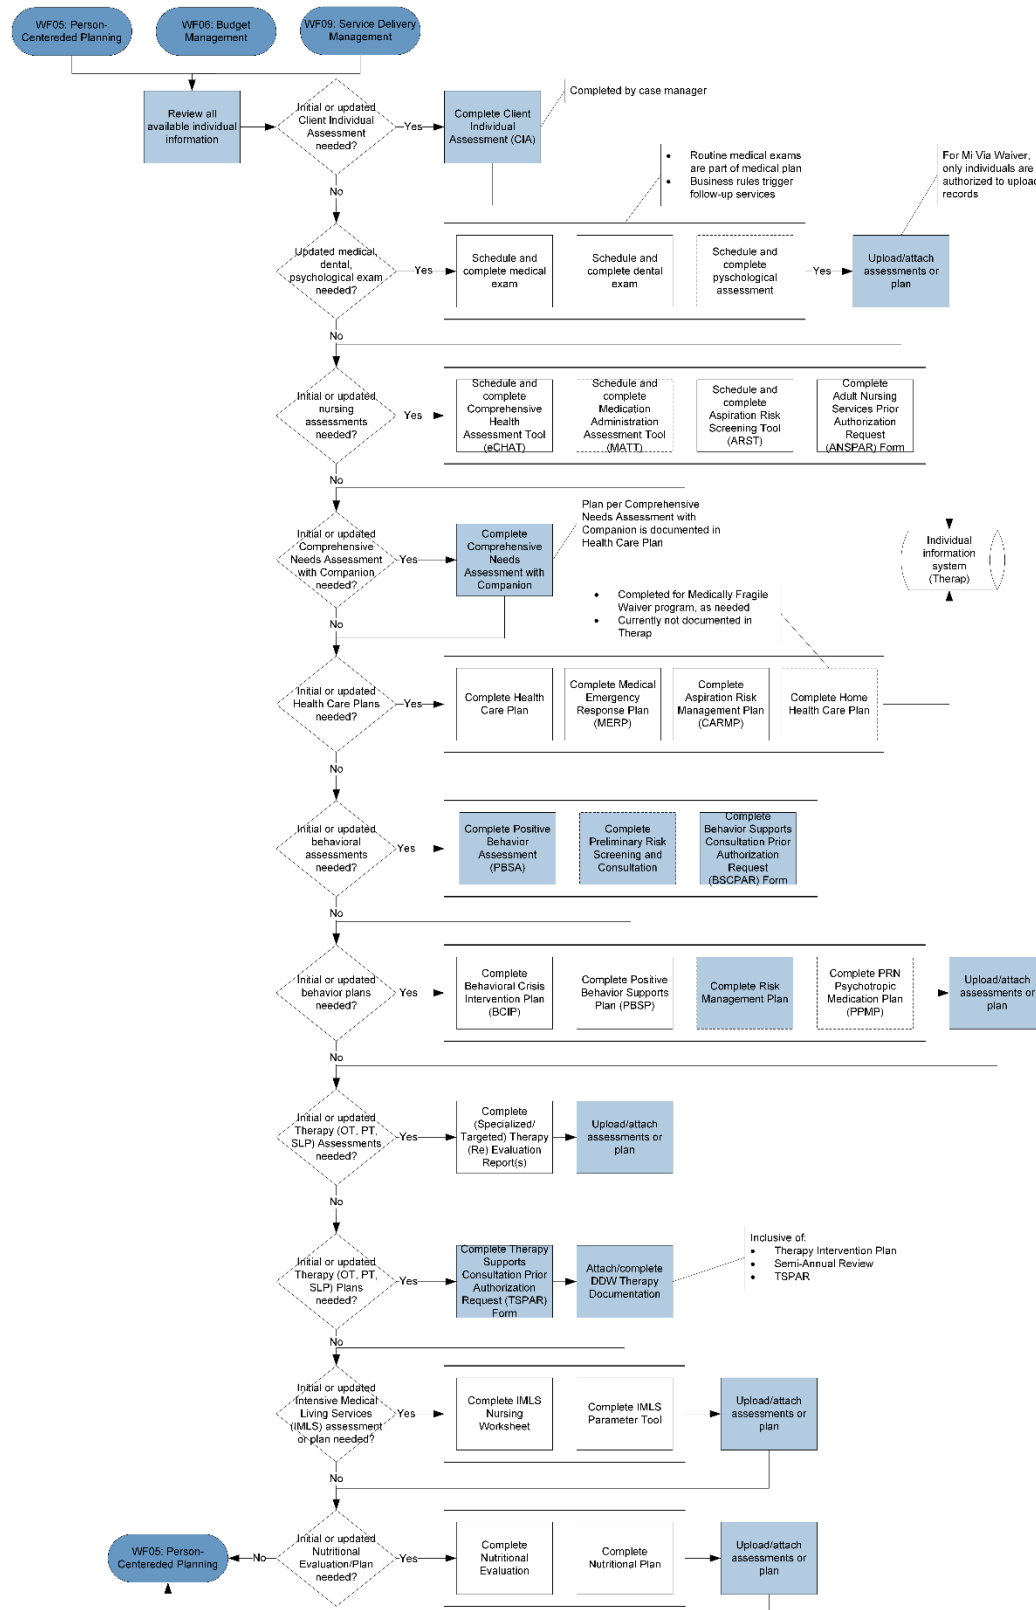 WF05: Person-
Centereded Planning
WF06: Budget
Management
WF09: Service Delivery
Management
Review all
available individual
information
Initial or updated
Client Individual
Assessment
needed?
Yes
Complete Client
Individual
Assessment (CIA)
Completed by case manager
No
• Routine medical exams
are part of medical plan
• Business rules trigger
follow-up services
For Mi Via Waiver,
only individuals are
authorized to upload
records
Updated medical,
dental,
psychological exam
needed?
Yes
Schedule and
complete medical
exam
Schedule and
complete dental
exam
Schedule and
complete
pyschological
assessment
Yes
Upload/attach
assessments or
plan
No
Initial or updated
nursing
assessments
needed?
Yes
Schedule and
complete
Comprehensive
Health
Assessment Tool
(eCHAT)
Schedule and
complete
Medication
Administration
Assessment Tool
(MATT)
Schedule and
complete
Aspiration Risk
Screening Tool
(ARST)
Complete
Adult Nursing
Services Prior
Authorization
Request
(ANSPAR) Form
No
Initial or updated
Comprehensive
Needs Assessment
with Companion
needed?
Yes
Complete
Comprehensive
Needs
Assessment with
Companion
Plan per Comprehensive
Needs Assessment with
Companion is documented in
Health Care Plan
Individual
information
system
(Therap)
• Completed for Medically Fragile
Waiver program, as needed
• Currently not documented in
Therap
No
Initial or updated
Health Care Plans
needed?
Yes
Complete Health
Care Plan
Complete Medical
Emergency
Response Plan
(MERP)
Complete
Aspiration Risk
Management Plan
(CARMP)
Complete Home
Health Care Plan
No
Initial or updated
behavioral
assessments
needed?
Yes
Complete Positive
Behavior
Assessment
(PBSA)
Complete
Preliminary Risk
Screening and
Consultation
Complete
Behavior Supports
Consultation Prior
Authorization
Request
(BSCPAR) Form
No
Initial or updated
behavior plans
needed?
Yes
Complete
Behavioral Crisis
Intervention Plan
(BCIP)
Complete Positive
Behavior Supports
Plan (PBSP)
Complete Risk
Management Plan
Complete PRN
Psychotropic
Medication Plan
(PPMP)
Upload/attach
assessments or
plan
No
Initial or updated
Therapy (OT, PT,
SLP) Assessments
needed?
Yes
Complete
(Specialized/
Targeted) Therapy
(Re) Evaluation
Report(s)
Upload/attach
assessments or
plan
No
Initial or updated
Therapy (OT, PT,
SLP) Plans
needed?
Yes
Complete Therapy
Supports
Consultation Prior
Authorization
Request (TSPAR)
Form
Attach/complete
DDW Therapy
Documentation
Inclusive of:
• Therapy Intervention Plan
• Semi-Annual Review
• TSPAR
No
Initial or updated
Intensive Medical
Living Services
(IMLS) assessment
or plan needed?
Yes
Complete IMLS
Nursing
Worksheet
Complete IMLS
Parameter Tool
Upload/attach
assessments or
plan
No
WF05: Person-
Centereded Planning
No
Initial or updated
Nutritional
Evaluation/Plan
needed?
Yes
Complete
Nutritional
Evaluation
Complete
Nutritional Plan
Upload/attach
assessments or
plan